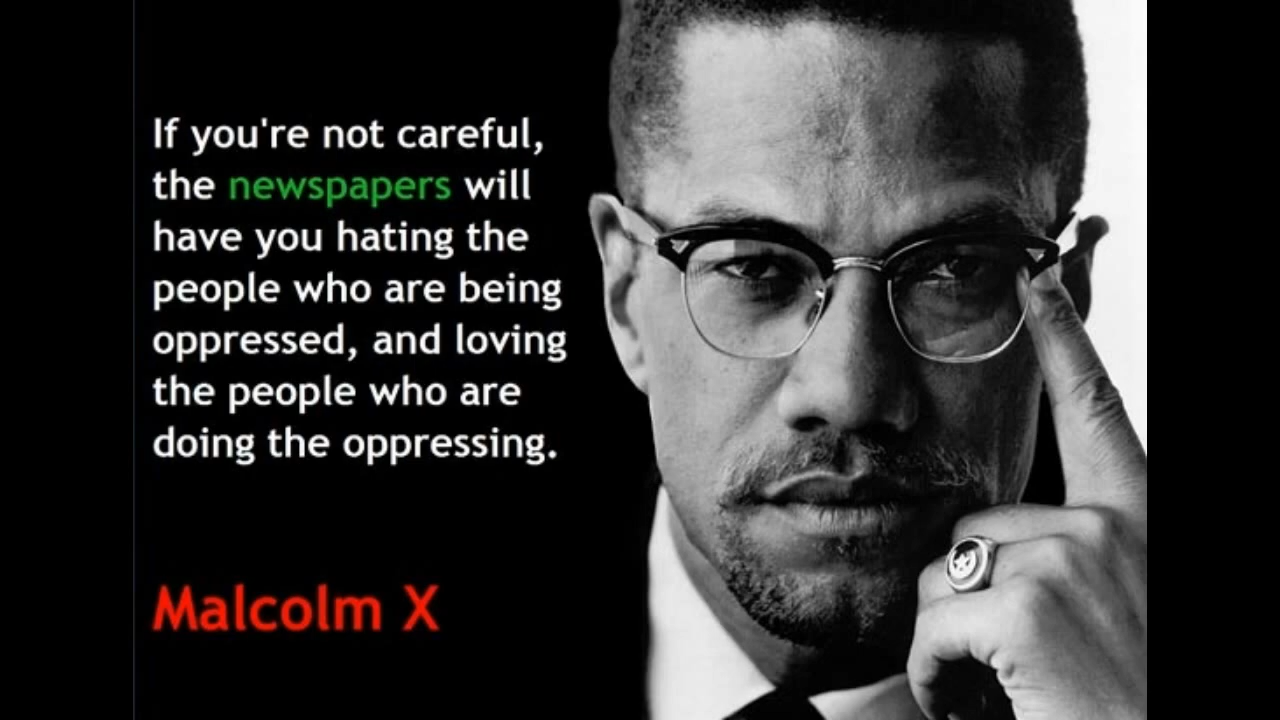 If you're not careful,
the newspapers will
have you hating the
people who are being
oppressed, and loving
the people who are
doing the oppressing.
Malcolm X